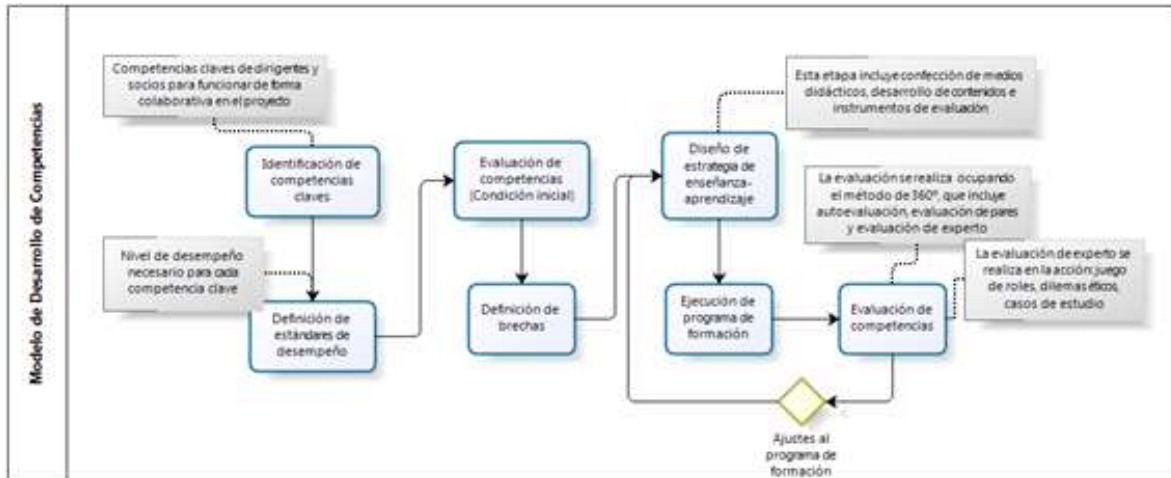 Modelo de Desarrollo de Competencias
Competencias claves de dirigentes y
socios para funcionar de forma
colaborativa en el proyecto
Identificación de
competencias
claves
Nivel de desempeño
necesario para cada
competencia clave
Definición de
estándares de
desempeño
Evaluación de
competencias
(Condición inicial)
Definición de
brechas
Esta etapa incluye confección de medios
didácticos, desarrollo de contenidos e
instrumentos de evaluación
Diseño de
estrategia de
enseñanza-
aprendizaje
Ejecución de
programa de
formación
La evaluación se realiza ocupando
el método de 360º, que incluye
autoevaluación, evaluación de pares
y evaluación de experto
La evaluación de experto se
realiza en la acción: juego
de roles, dilemas éticos,
casos de estudio
Evaluación de
competencias
Ajustes al
programa de
formación